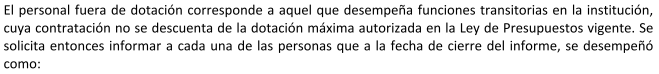 El personal fuera de dotación corresponde a aquel que desempeña funciones transitorias en la institución,
cuya contratación no se descuenta de la dotación máxima autorizada en la Ley de Presupuestos vigente. Se
solicita entonces informar a cada una de las personas que a la fecha de cierre del informe, se desempeñó
como: